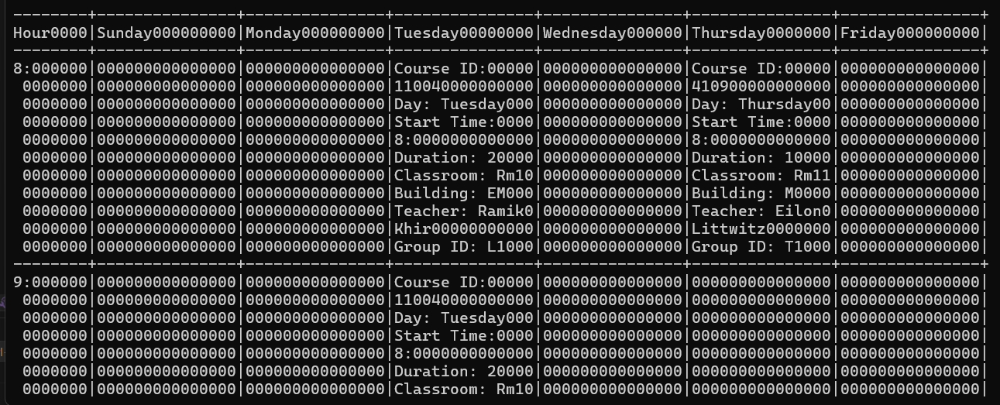 --------+---------------+---------------+---------------+---------------+---------------+---------------+
Hour0000|Sunday000000000|Monday000000000|Tuesday00000000|Wednesday000000|Thursday0000000|Friday000000000|
--------+---------------+---------------+---------------+---------------+---------------+---------------+
8:000000|000000000000000|000000000000000|Course ID:00000|000000000000000|Course ID:00000|000000000000000|
 0000000|000000000000000|000000000000000|110040000000000|000000000000000|410900000000000|000000000000000|
 0000000|000000000000000|000000000000000|Day: Tuesday000|000000000000000|Day: Thursday00|000000000000000|
 0000000|000000000000000|000000000000000|Start Time:0000|000000000000000|Start Time:0000|000000000000000|
 0000000|000000000000000|000000000000000|8:0000000000000|000000000000000|8:0000000000000|000000000000000|
 0000000|000000000000000|000000000000000|Duration: 20000|000000000000000|Duration: 10000|000000000000000|
 0000000|000000000000000|000000000000000|Classroom: Rm10|000000000000000|Classroom: Rm11|000000000000000|
 0000000|000000000000000|000000000000000|Building: EM000|000000000000000|Building: M0000|000000000000000|
 0000000|000000000000000|000000000000000|Teacher: Ramik0|000000000000000|Teacher: Eilon0|000000000000000|
 0000000|000000000000000|000000000000000|Khir00000000000|000000000000000|Littwitz0000000|000000000000000|
 0000000|000000000000000|000000000000000|Group ID: L1000|000000000000000|Group ID: T1000|000000000000000|
--------+---------------+---------------+---------------+---------------+---------------+---------------+
9:000000|000000000000000|000000000000000|Course ID:00000|000000000000000|000000000000000|000000000000000|
 0000000|000000000000000|000000000000000|110040000000000|000000000000000|000000000000000|000000000000000|
 0000000|000000000000000|000000000000000|Day: Tuesday000|000000000000000|000000000000000|000000000000000|
 0000000|000000000000000|000000000000000|Start Time:0000|000000000000000|000000000000000|000000000000000|
 0000000|000000000000000|000000000000000|8:0000000000000|000000000000000|000000000000000|000000000000000|
 0000000|000000000000000|000000000000000|Duration: 20000|000000000000000|000000000000000|000000000000000|
 0000000|000000000000000|000000000000000|Classroom: Rm10|000000000000000|000000000000000|000000000000000|